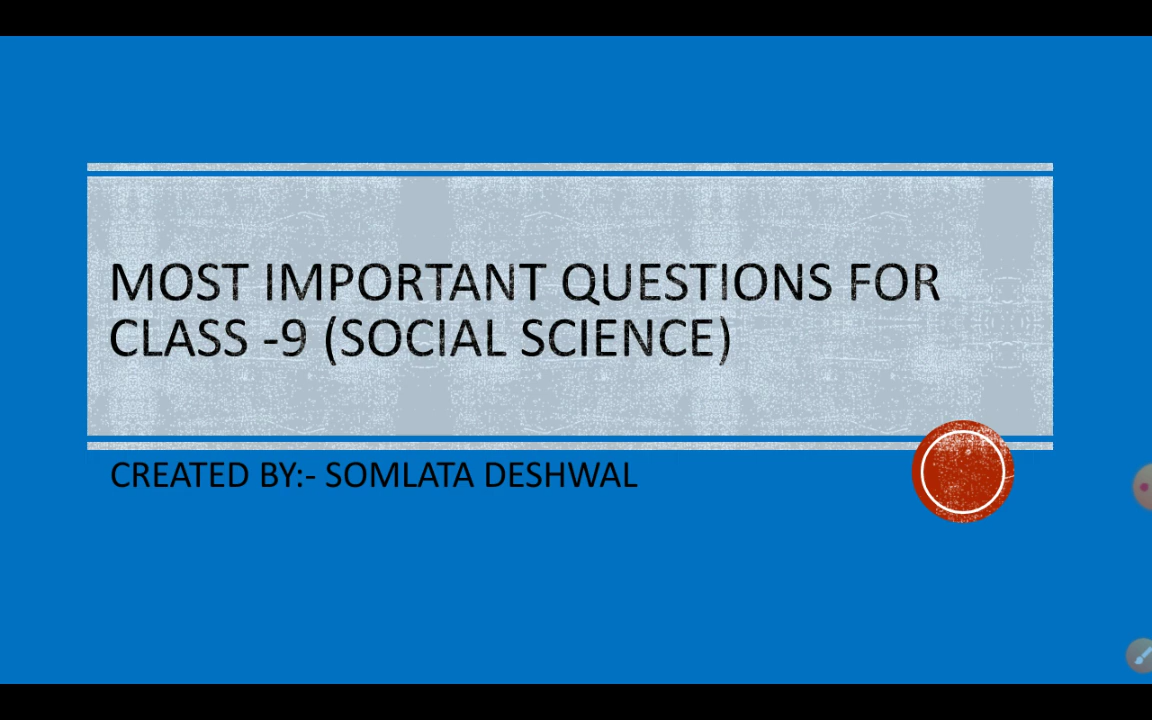 MOST IMPORTANT QUESTIONS FOR
CLASS -9 (SOCIAL SCIENCE)
CREATED BY:- SOMLATA DESHWAL